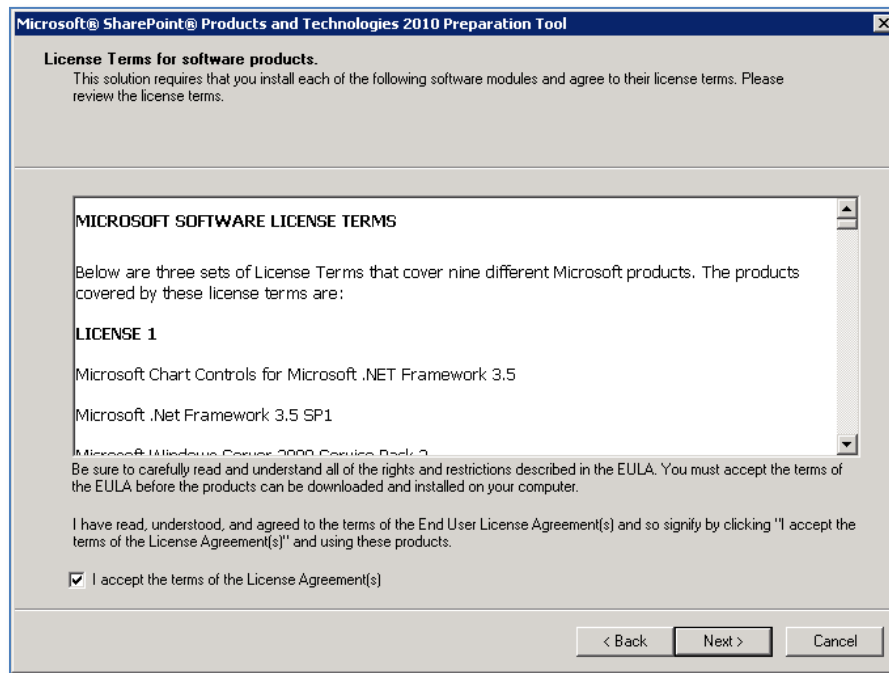 Microsoft® SharePoint® Products and Technologies 2010 Preparation Tool
License Terms for software products.
This solution requires that you install each of the following software modules and agree to their license terms. Please
review the license terms.
MICROSOFT SOFTWARE LICENSE TERMS
Below are three sets of License Terms that cover nine different Microsoft products. The products
covered by these license terms are:
LICENSE 1
Microsoft Chart Controls for Microsoft .NET Framework 3.5
Microsoft .Net Framework 3.5 SP1
Microsoft Windows Server 2008 Service Pack 2
Be sure to carefully read and understand all of the rights and restrictions described in the EULA. You must accept the terms of
the EULA before the products can be downloaded and installed on your computer.
I have read, understood, and agreed to the terms of the End User License Agreement(s) and so signify by clicking "I accept the
terms of the License Agreement(s)" and using these products.
I accept the terms of the License Agreement(s)
< Back
Next >
Cancel